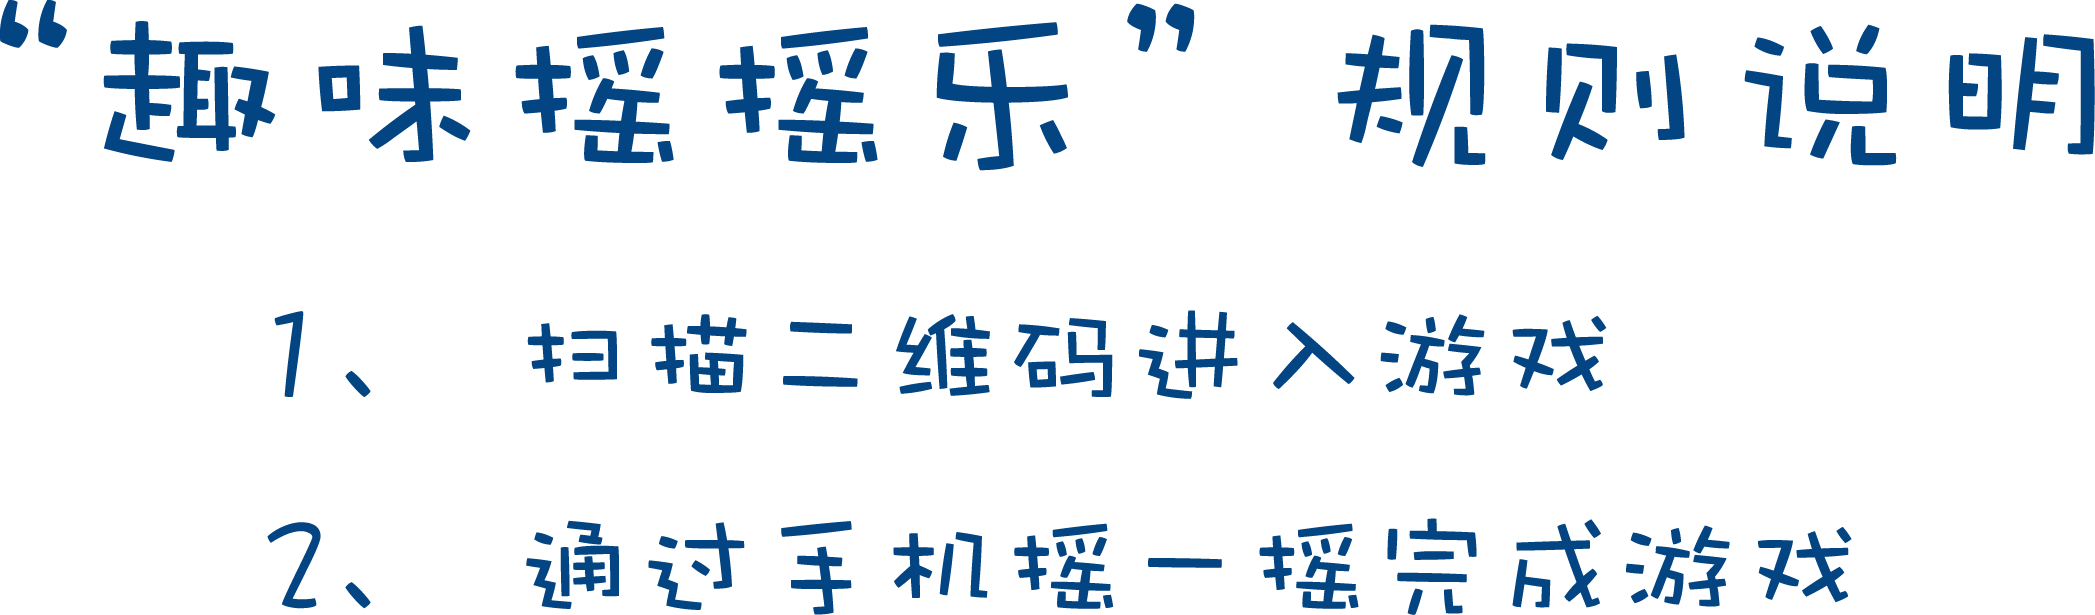 “趣味摇摇乐”规则说明
1、 扫描二维码进入游戏
2、 通过手机摇一摇完成游戏